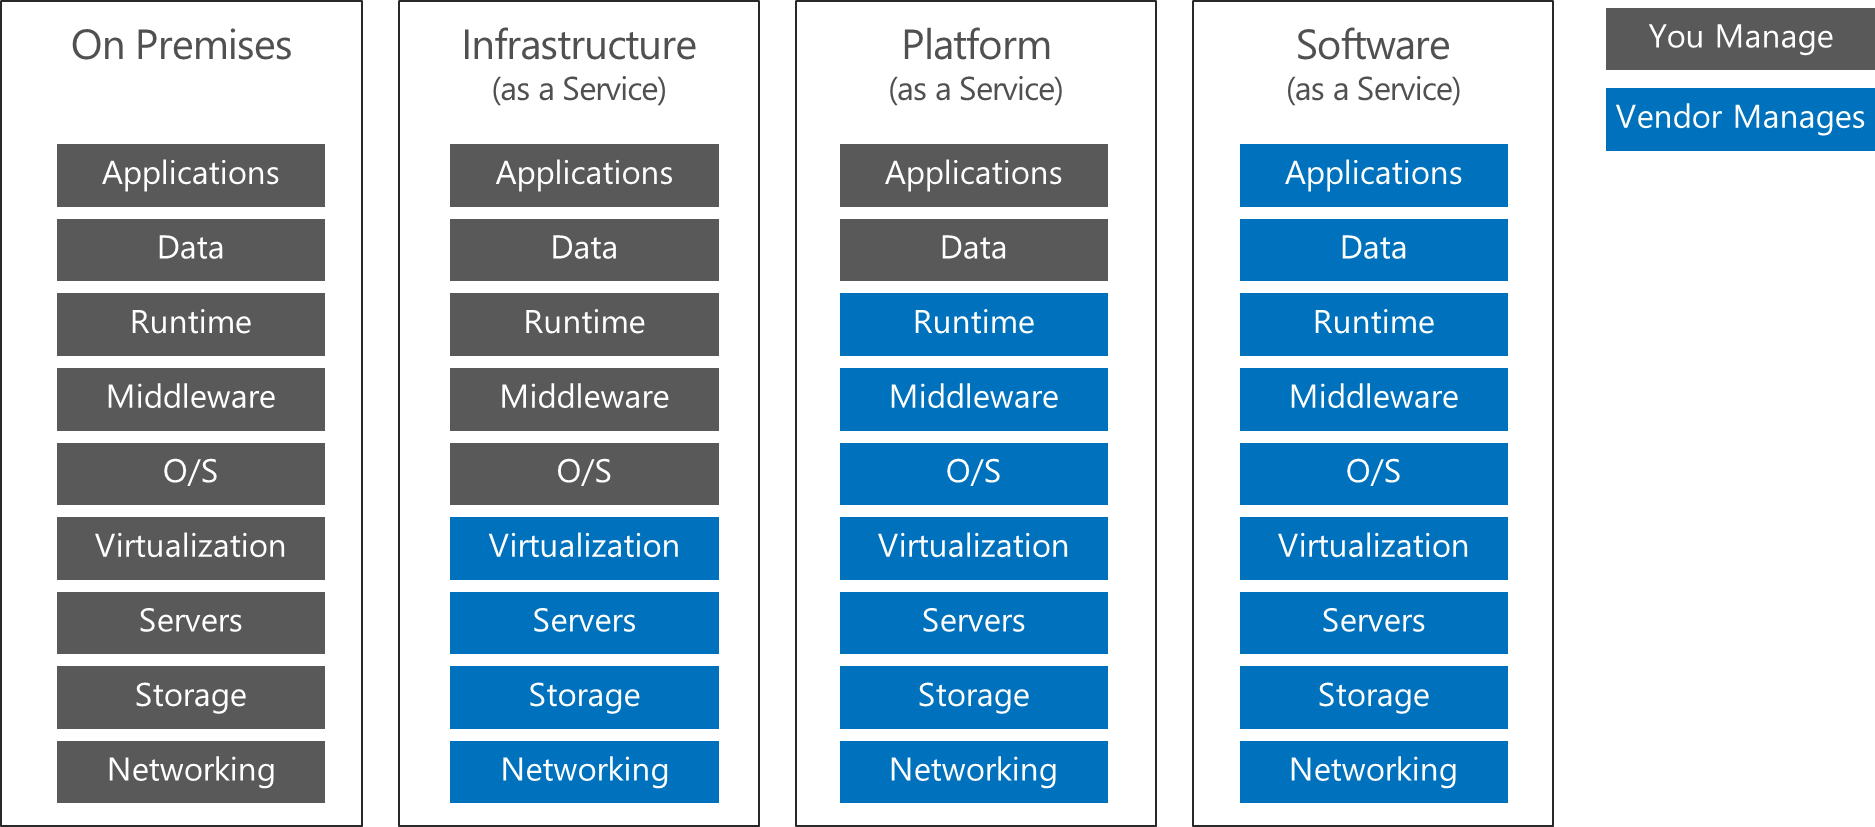 On Premises
Applications
Data
Runtime
Middleware
O/S
Virtualization
Servers
Storage
Networking
Infrastructure
(as a Service)
Applications
Data
Runtime
Middleware
O/S
Virtualization
Servers
Storage
Networking
Platform
(as a Service)
Applications
Data
Runtime
Middleware
O/S
Virtualization
Servers
Storage
Networking
Software
(as a Service)
Applications
Data
Runtime
Middleware
O/S
Virtualization
Servers
Storage
Networking
You Manage
Vendor Manages